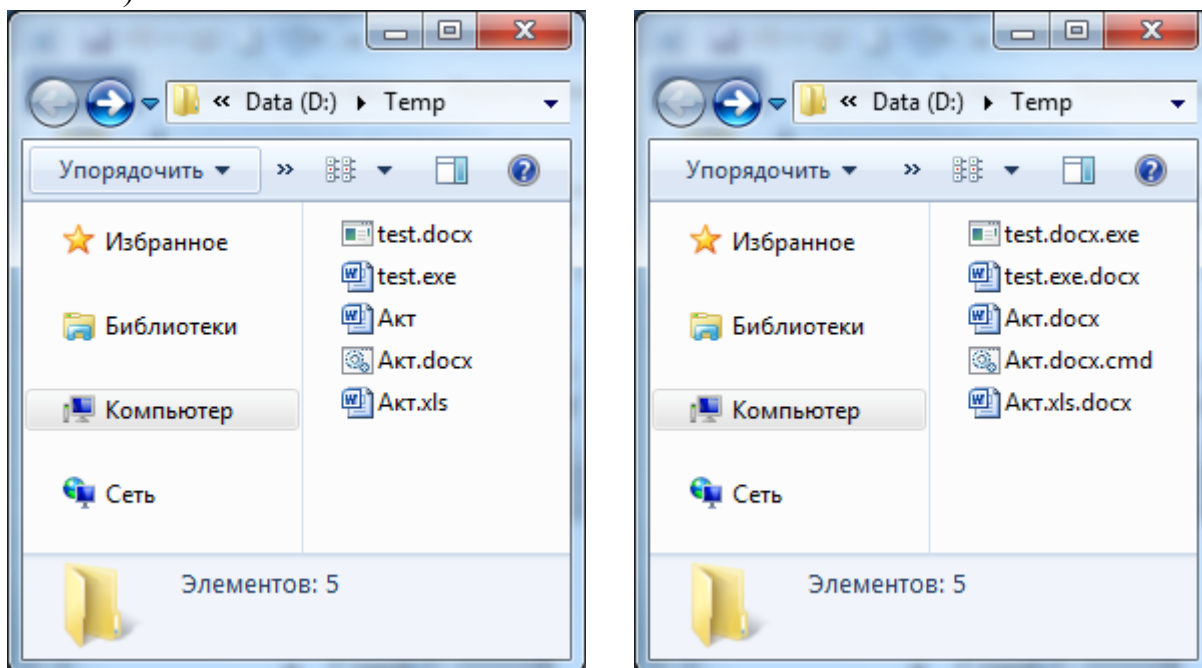 « Data (D:) Temp
Упорядочить »
Избранное
Библиотеки
Компьютер
Сеть
test.docx
test.exe
Акт
Акт.docx
Акт.xls
Элементов: 5
« Data (D:) Temp
Упорядочить »
Избранное
Библиотеки
Компьютер
Сеть
test.docx.exe
test.exe.docx
Акт.docx
Акт.docx.cmd
Акт.xls.docx
Элементов: 5